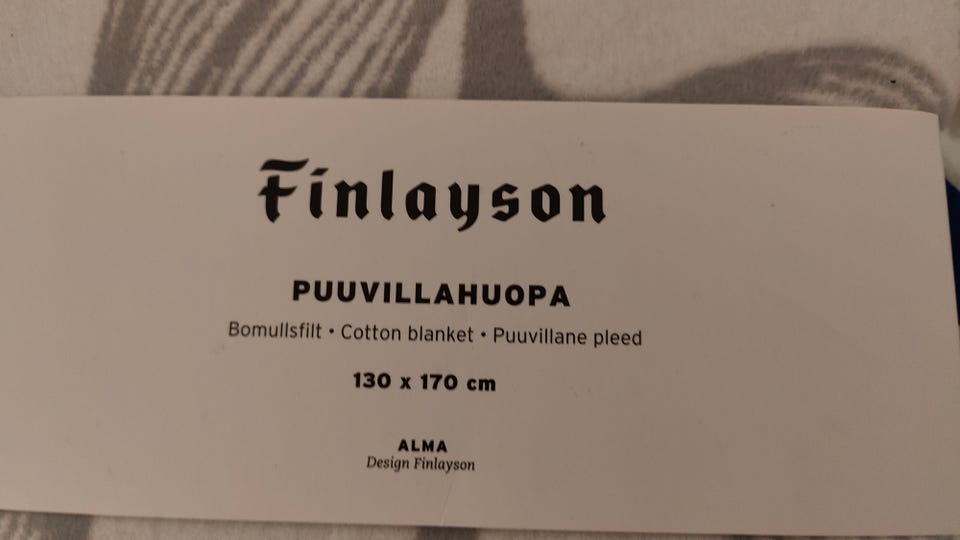 Finlayson
PUUVILLAHUOPA
Bomullsfilt • Cotton blanket • Puuvillane pleed
130 x 170 cm
ALMA
Design Finlayson